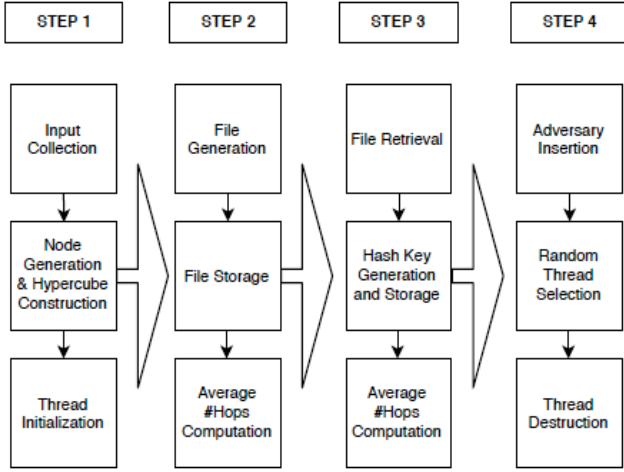 STEP 1
STEP 2
STEP 3
STEP 4
Input
Collection
File
Generation
File Retrieval
Adversary
Insertion
Node
Generation
& Hypercube
Construction
File Storage
Hash Key
Generation
and Storage
Random
Thread
Selection
Thread
Initialization
Average
#Hops
Computation
Average
#Hops
Computation
Thread
Destruction